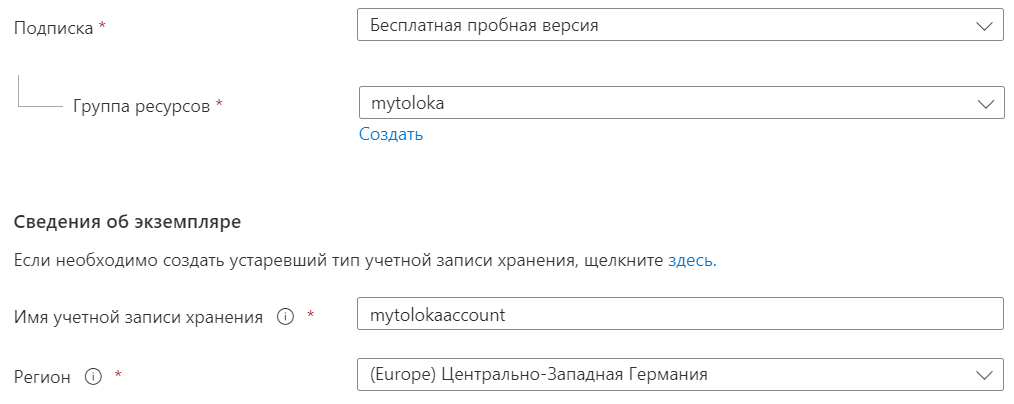 Подписка *
Бесплатная пробная версия
Группа ресурсов *
mytoloka
Создать
Сведения об экземпляре
Если необходимо создать устаревший тип учетной записи хранения, щелкните здесь.
Имя учетной записи хранения *
mytolokaaccount
Регион *
(Europe) Центрально-Западная Германия